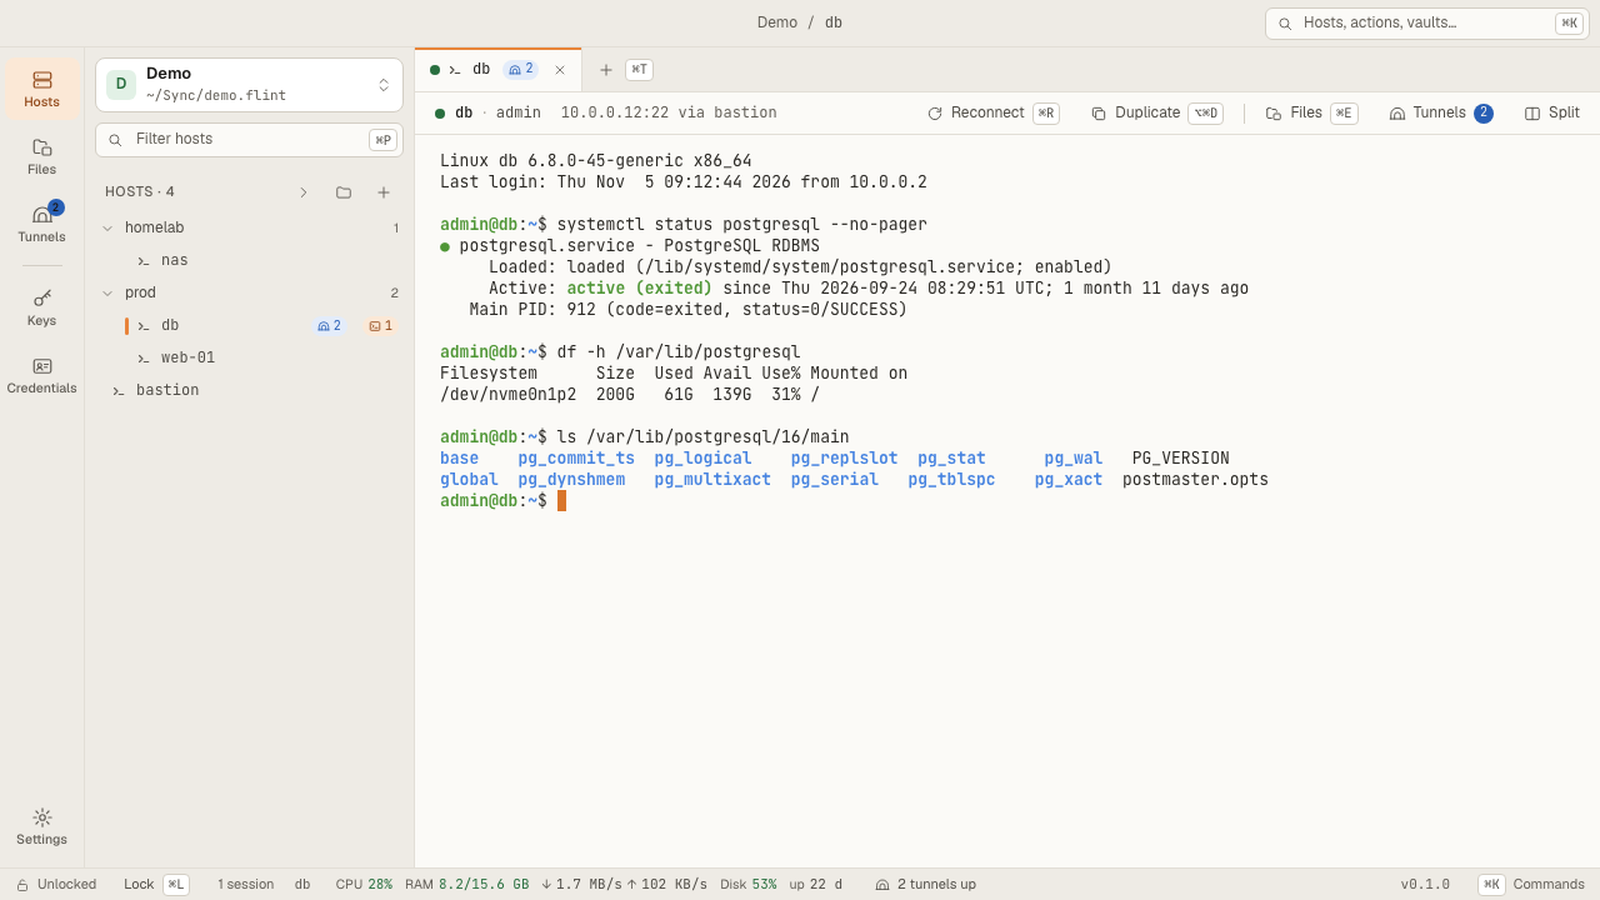 Demo / db
Hosts, actions, vaults… ⌘K
Hosts
Files
2
Tunnels
Keys
Credentials
Settings
D
Demo
~/Sync/demo.flint
Filter hosts ⌘P
HOSTS · 4
homelab 1
nas
prod 2
db 2 1
web-01
bastion
db 2 ⌘T
db · admin 10.0.0.12:22 via bastion Reconnect ⌘R Duplicate ⌥⌘D Files ⌘E Tunnels 2 Split
Linux db 6.8.0-45-generic x86_64
Last login: Thu Nov  5 09:12:44 2026 from 10.0.0.2
admin@db:~$ systemctl status postgresql --no-pager
● postgresql.service - PostgreSQL RDBMS
     Loaded: loaded (/lib/systemd/system/postgresql.service; enabled)
     Active: active (exited) since Thu 2026-09-24 08:29:51 UTC; 1 month 11 days ago
   Main PID: 912 (code=exited, status=0/SUCCESS)
admin@db:~$ df -h /var/lib/postgresql
Filesystem      Size  Used Avail Use% Mounted on
/dev/nvme0n1p2  200G   61G  139G  31% /
admin@db:~$ ls /var/lib/postgresql/16/main
base    pg_commit_ts  pg_logical    pg_replslot  pg_stat      pg_wal   PG_VERSION
global  pg_dynshmem   pg_multixact  pg_serial   pg_tblspc    pg_xact  postmaster.opts
admin@db:~$
Unlocked Lock ⌘L 1 session db CPU 28% RAM 8.2/15.6 GB ↓ 1.7 MB/s ↑ 102 KB/s Disk 53% up 22 d 2 tunnels up v0.1.0 ⌘K Commands